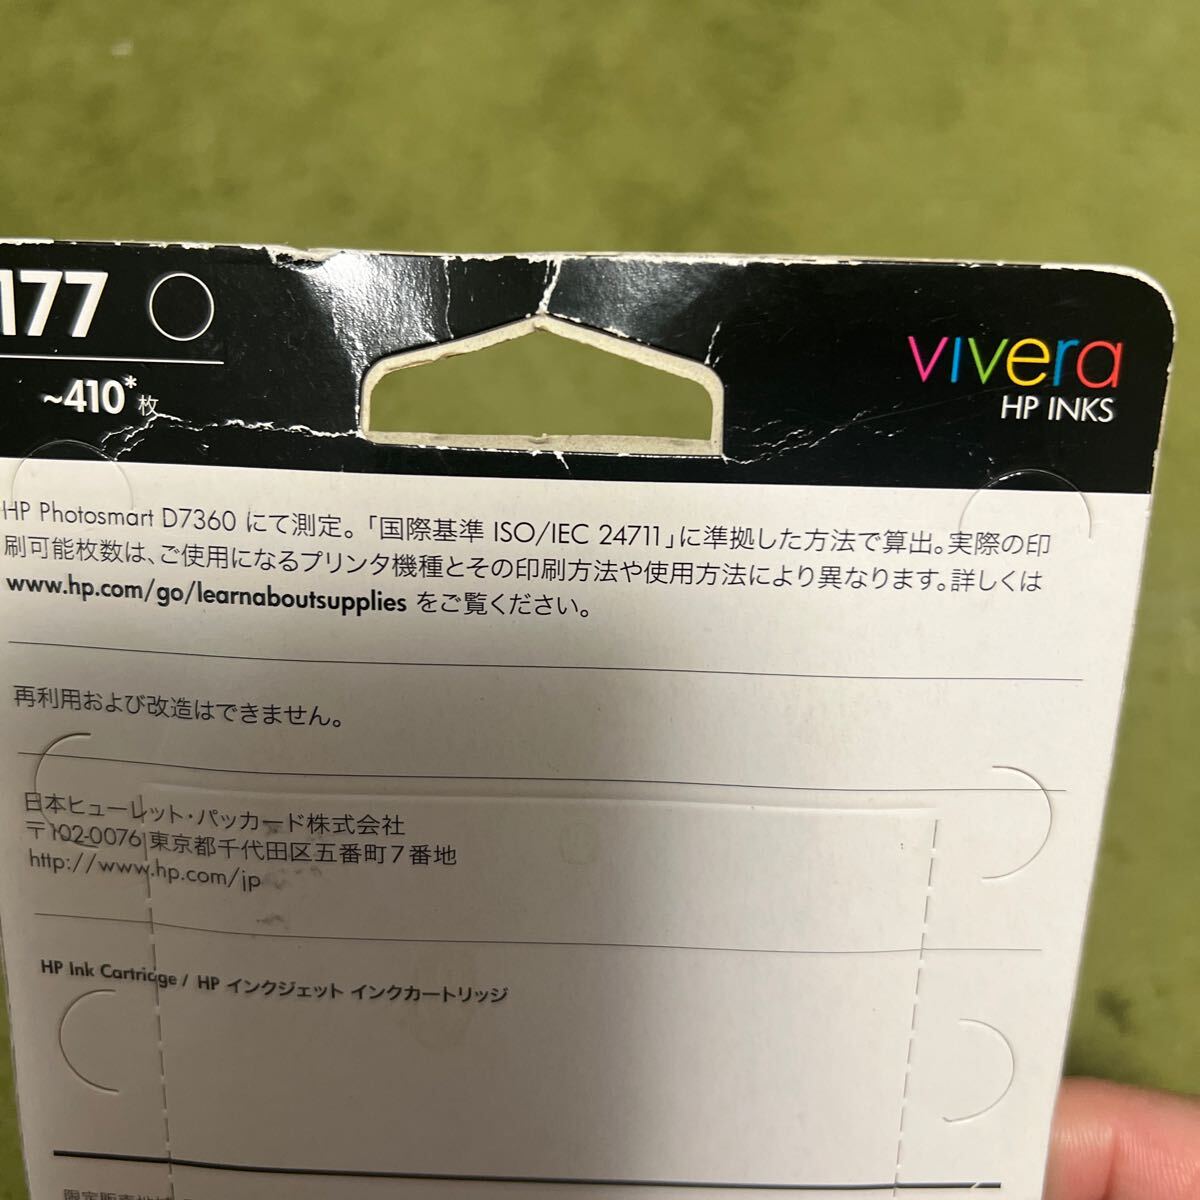 177
~410*枚
vivera
HP INKS
HP Photosmart D7360 にて測定。「国際基準 ISO/IEC 24711」に準拠した方法で算出。実際の印
刷可能枚数は、ご使用になるプリンタ機種とその印刷方法や使用方法により異なります。詳しくは
www.hp.com/go/learnaboutsupplies をご覧ください。
再利用および改造はできません。
日本ヒューレット・パッカード株式会社
〒102-0076 東京都千代田区五番町7番地
http://www.hp.com/jp
HP Ink Cartridge / HP インクジェット インクカートリッジ